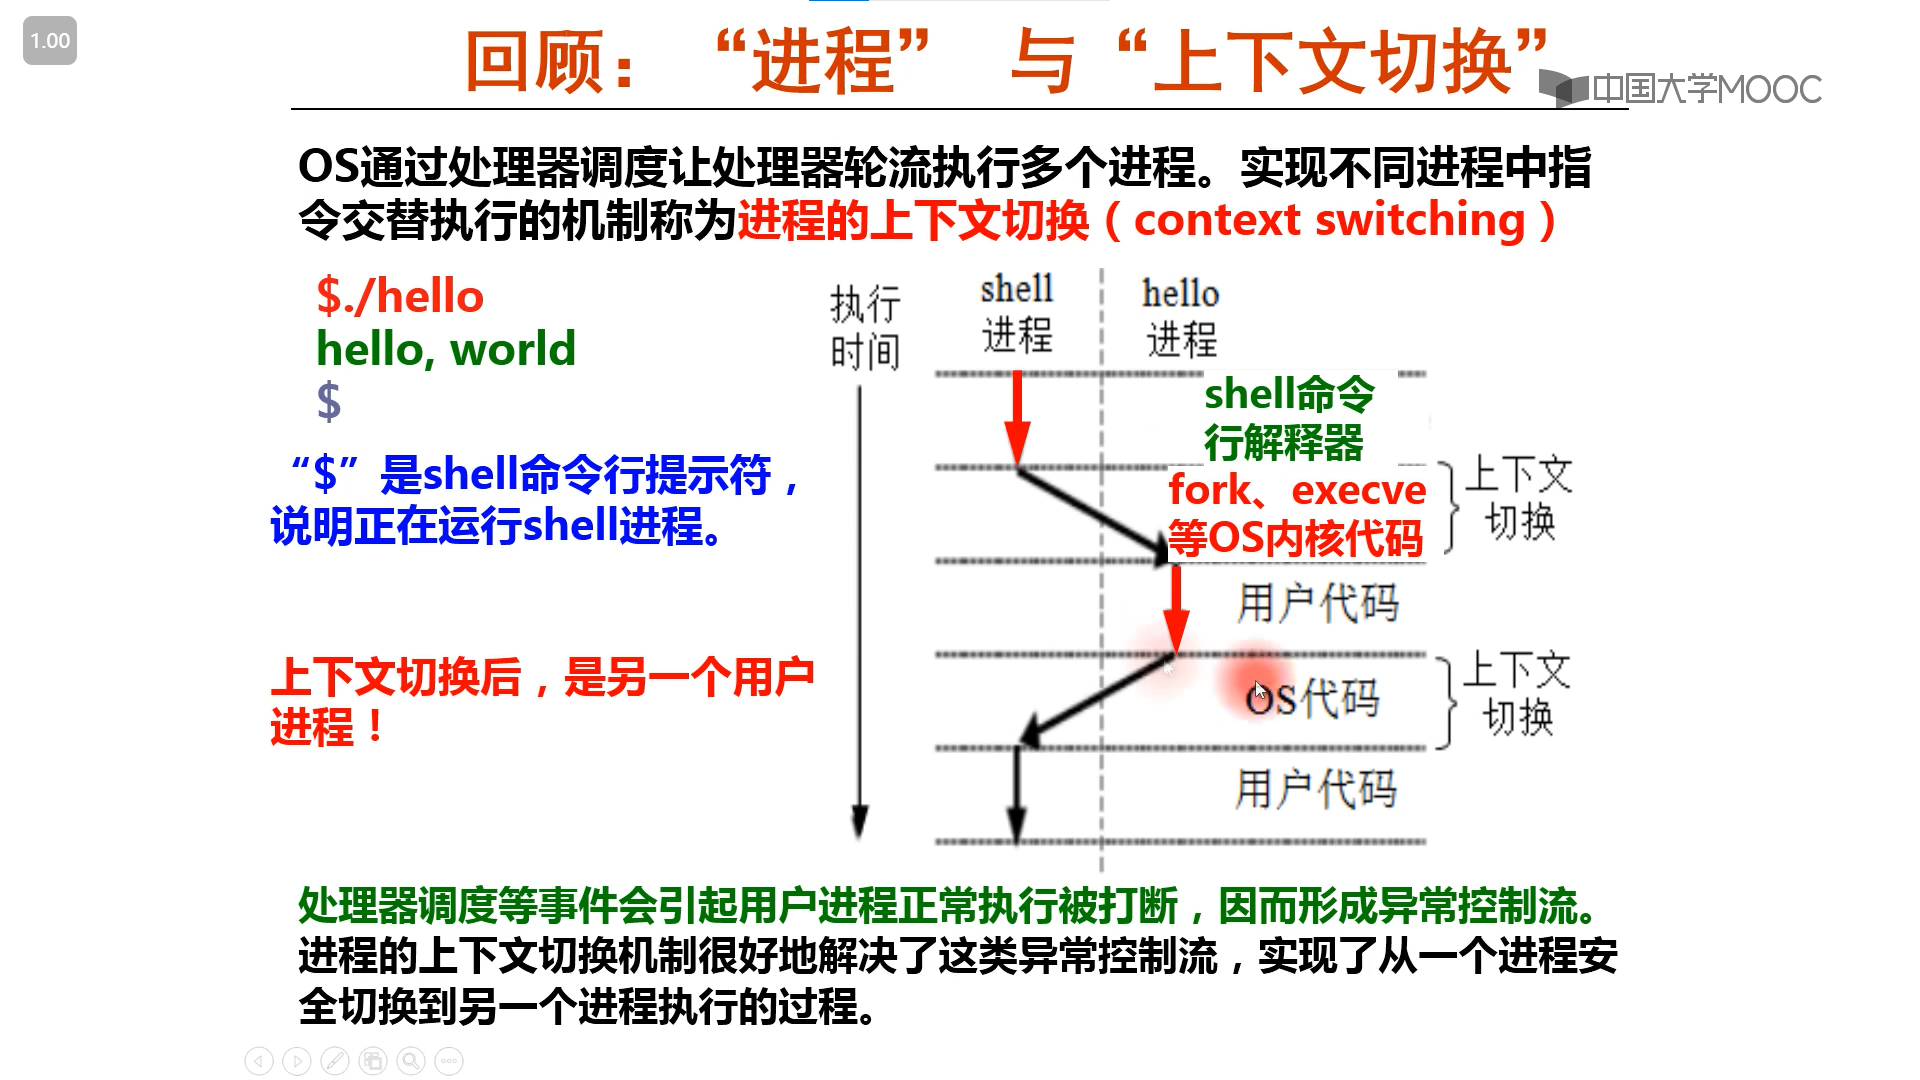 1.00
回顾：“进程” 与“上下文切换”
中国大学MOOC
OS通过处理器调度让处理器轮流执行多个进程。实现不同进程中指
令交替执行的机制称为进程的上下文切换（context switching）
$./hello
hello, world
$
“$”是shell命令行提示符，
说明正在运行shell进程。
上下文切换后，是另一个用户
进程！
执行
时间
shell
进程
hello
进程
shell命令
行解释器
fork、execve
等OS内核代码
上下文
切换
用户代码
OS代码
上下文
切换
用户代码
处理器调度等事件会引起用户进程正常执行被打断，因而形成异常控制流。
进程的上下文切换机制很好地解决了这类异常控制流，实现了从一个进程安
全切换到另一个进程执行的过程。